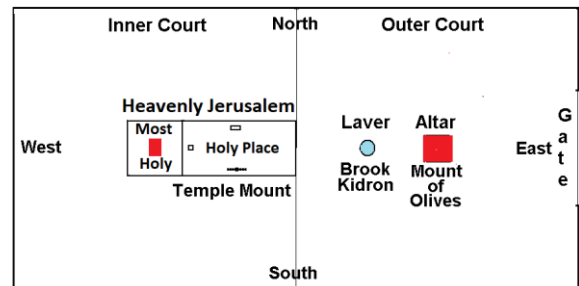 Inner Court
North
Outer Court
Heavenly Jerusalem
Most
Holy
Holy Place
Temple Mount
West
Laver
Brook
Kidron
Altar
Mount
of
Olives
East
Gate
South